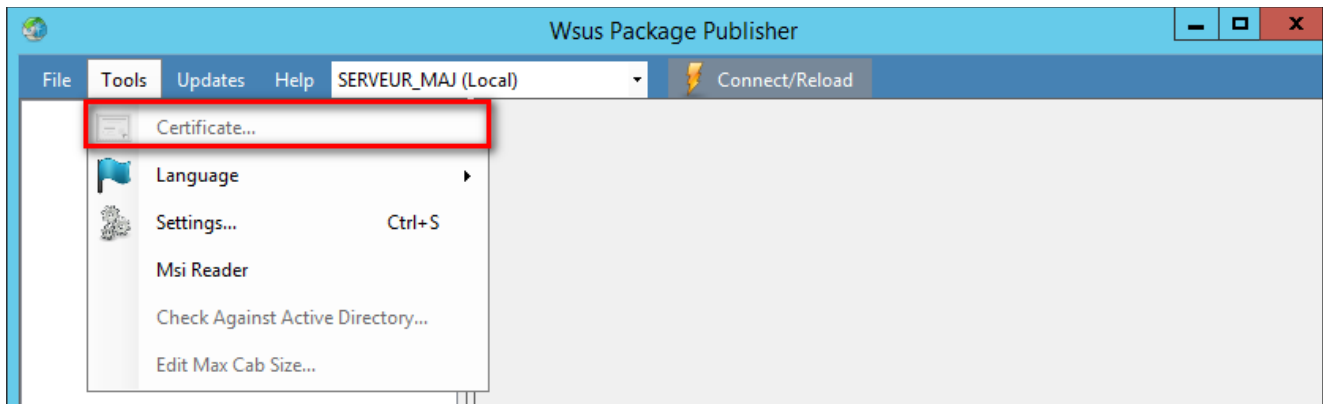 Wsus Package Publisher
File Tools Updates Help SERVEUR_MAJ (Local) Connect/Reload
Certificate...
Language
Settings... Ctrl+S
Msi Reader
Check Against Active Directory...
Edit Max Cab Size...